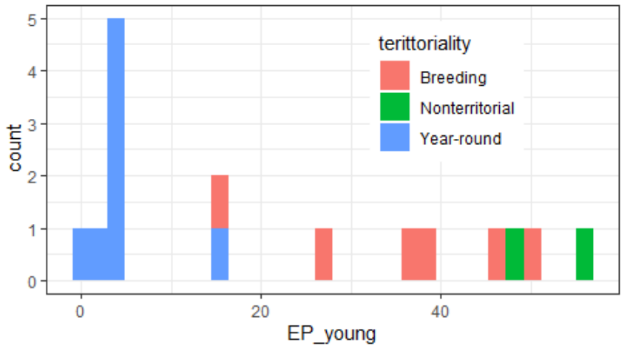 5
4
3
2
1
0
count
terittoriality
Breeding
Nonterritorial
Year-round
0 20 40
EP_young